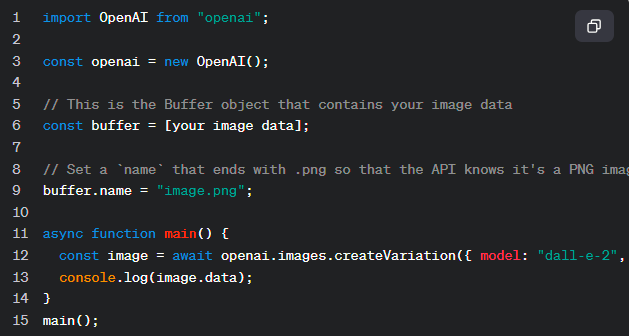 1 import OpenAI from "openai";
2
3 const openai = new OpenAI();
4
5 // This is the Buffer object that contains your image data
6 const buffer = [your image data];
7
8 // Set a `name` that ends with .png so that the API knows it's a PNG imag
9 buffer.name = "image.png";
10
11 async function main() {
12 const image = await openai.images.createVariation({ model: "dall-e-2",
13 console.log(image.data);
14 }
15 main();